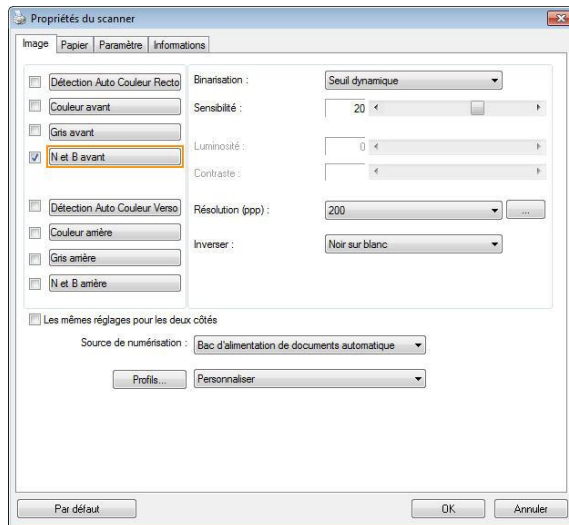 Propriétés du scanner
Image Papier Paramètre Informations
Détection Auto Couleur Recto
Couleur avant
Gris avant
N et B avant
Détection Auto Couleur Verso
Couleur arrière
Gris arrière
N et B arrière
Binarisation : Seuil dynamique
Sensibilité : 20
Luminosité : 0
Contraste :
Résolution (ppp) : 200 ...
Inverser : Noir sur blanc
Les mêmes réglages pour les deux côtés
Source de numérisation : Bac d'alimentation de documents automatique
Profils... Personnaliser
Par défaut OK Annuler